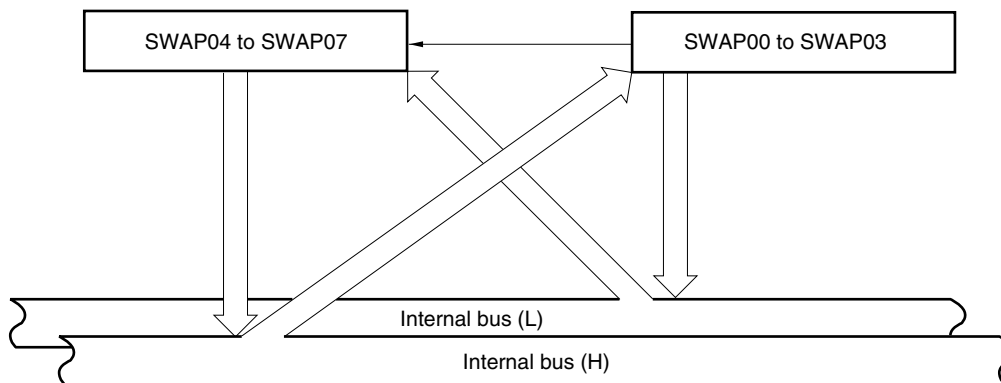 SWAP04 to SWAP07
SWAP00 to SWAP03
Internal bus (L)
Internal bus (H)